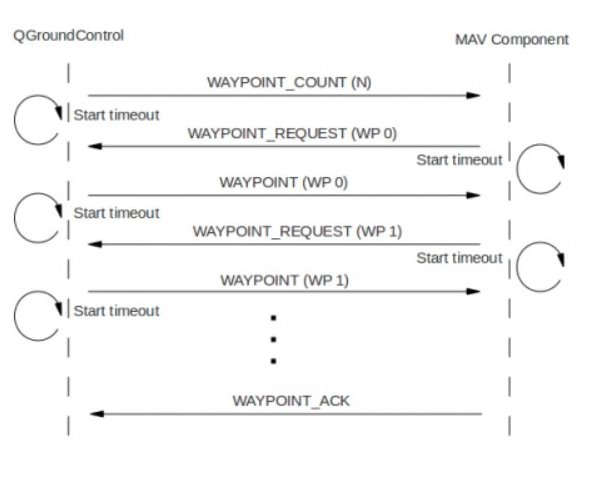 QGroundControl
MAV Component
WAYPOINT_COUNT (N)
Start timeout
WAYPOINT_REQUEST (WP 0)
Start timeout
WAYPOINT (WP 0)
Start timeout
WAYPOINT_REQUEST (WP 1)
Start timeout
WAYPOINT (WP 1)
Start timeout
WAYPOINT_ACK